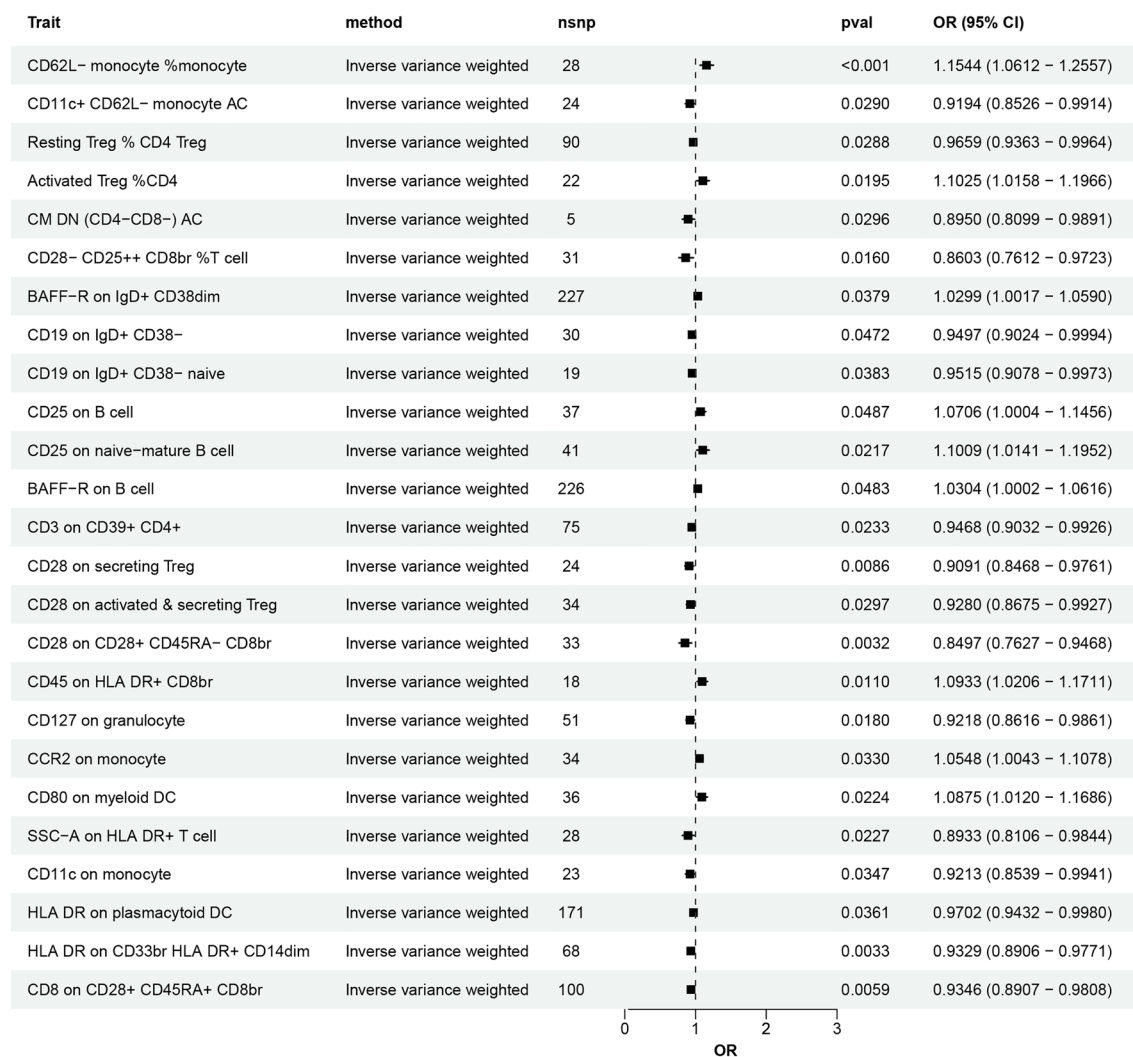 Trait method nsnp pval OR (95% CI)
CD62L− monocyte %monocyte Inverse variance weighted 28 <0.001 1.1544 (1.0612 − 1.2557)
CD11c+ CD62L− monocyte AC Inverse variance weighted 24 0.0290 0.9194 (0.8526 − 0.9914)
Resting Treg % CD4 Treg Inverse variance weighted 90 0.0288 0.9659 (0.9363 − 0.9964)
Activated Treg %CD4 Inverse variance weighted 22 0.0195 1.1025 (1.0158 − 1.1966)
CM DN (CD4−CD8−) AC Inverse variance weighted 5 0.0296 0.8950 (0.8099 − 0.9891)
CD28− CD25++ CD8br %T cell Inverse variance weighted 31 0.0160 0.8603 (0.7612 − 0.9723)
BAFF−R on IgD+ CD38dim Inverse variance weighted 227 0.0379 1.0299 (1.0017 − 1.0590)
CD19 on IgD+ CD38− Inverse variance weighted 30 0.0472 0.9497 (0.9024 − 0.9994)
CD19 on IgD+ CD38− naive Inverse variance weighted 19 0.0383 0.9515 (0.9078 − 0.9973)
CD25 on B cell Inverse variance weighted 37 0.0487 1.0706 (1.0004 − 1.1456)
CD25 on naive−mature B cell Inverse variance weighted 41 0.0217 1.1009 (1.0141 − 1.1952)
BAFF−R on B cell Inverse variance weighted 226 0.0483 1.0304 (1.0002 − 1.0616)
CD3 on CD39+ CD4+ Inverse variance weighted 75 0.0233 0.9468 (0.9032 − 0.9926)
CD28 on secreting Treg Inverse variance weighted 24 0.0086 0.9091 (0.8468 − 0.9761)
CD28 on activated & secreting Treg Inverse variance weighted 34 0.0297 0.9280 (0.8675 − 0.9927)
CD28 on CD28+ CD45RA− CD8br Inverse variance weighted 33 0.0032 0.8497 (0.7627 − 0.9468)
CD45 on HLA DR+ CD8br Inverse variance weighted 18 0.0110 1.0933 (1.0206 − 1.1711)
CD127 on granulocyte Inverse variance weighted 51 0.0180 0.9218 (0.8616 − 0.9861)
CCR2 on monocyte Inverse variance weighted 34 0.0330 1.0548 (1.0043 − 1.1078)
CD80 on myeloid DC Inverse variance weighted 36 0.0224 1.0875 (1.0120 − 1.1686)
SSC−A on HLA DR+ T cell Inverse variance weighted 28 0.0227 0.8933 (0.8106 − 0.9844)
CD11c on monocyte Inverse variance weighted 23 0.0347 0.9213 (0.8539 − 0.9941)
HLA DR on plasmacytoid DC Inverse variance weighted 171 0.0361 0.9702 (0.9432 − 0.9980)
HLA DR on CD33br HLA DR+ CD14dim Inverse variance weighted 68 0.0033 0.9329 (0.8906 − 0.9771)
CD8 on CD28+ CD45RA+ CD8br Inverse variance weighted 100 0.0059 0.9346 (0.8907 − 0.9808)
0 1 2 3
OR